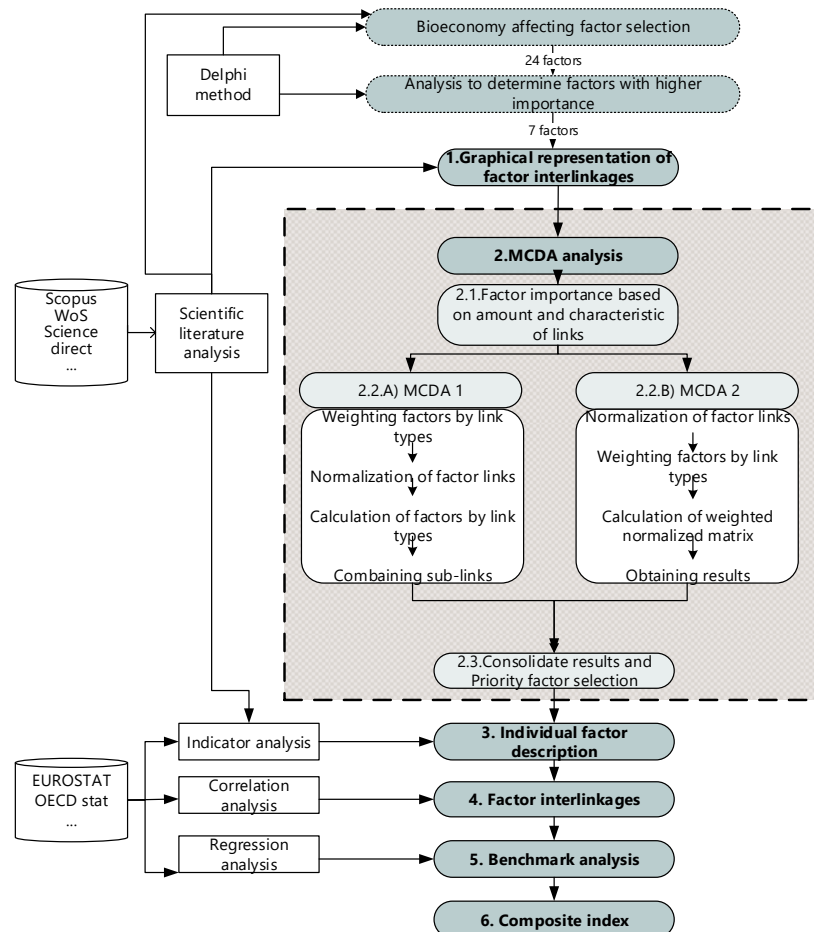 Bioeconomy affecting factor selection
24 factors
Delphi
method
Analysis to determine factors with higher
importance
7 factors
1.Graphical representation of
factor interlinkages
2.MCDA analysis
Scopus
WoS
Science
direct
...
Scientific
literature
analysis
2.1.Factor importance based
on amount and characteristic
of links
2.2.A) MCDA 1
Weighting factors by link
types
Normalization of factor links
Calculation of factors by link
types
Combaining sub-links
2.2.B) MCDA 2
Normalization of factor links
Weighting factors by link
types
Calculation of weighted
normalized matrix
Obtaining results
2.3.Consolidate results and
Priority factor selection
EUROSTAT
OECD stat
...
Indicator analysis
3. Individual factor
description
Correlation
analysis
4. Factor interlinkages
Regression
analysis
5. Benchmark analysis
6. Composite index